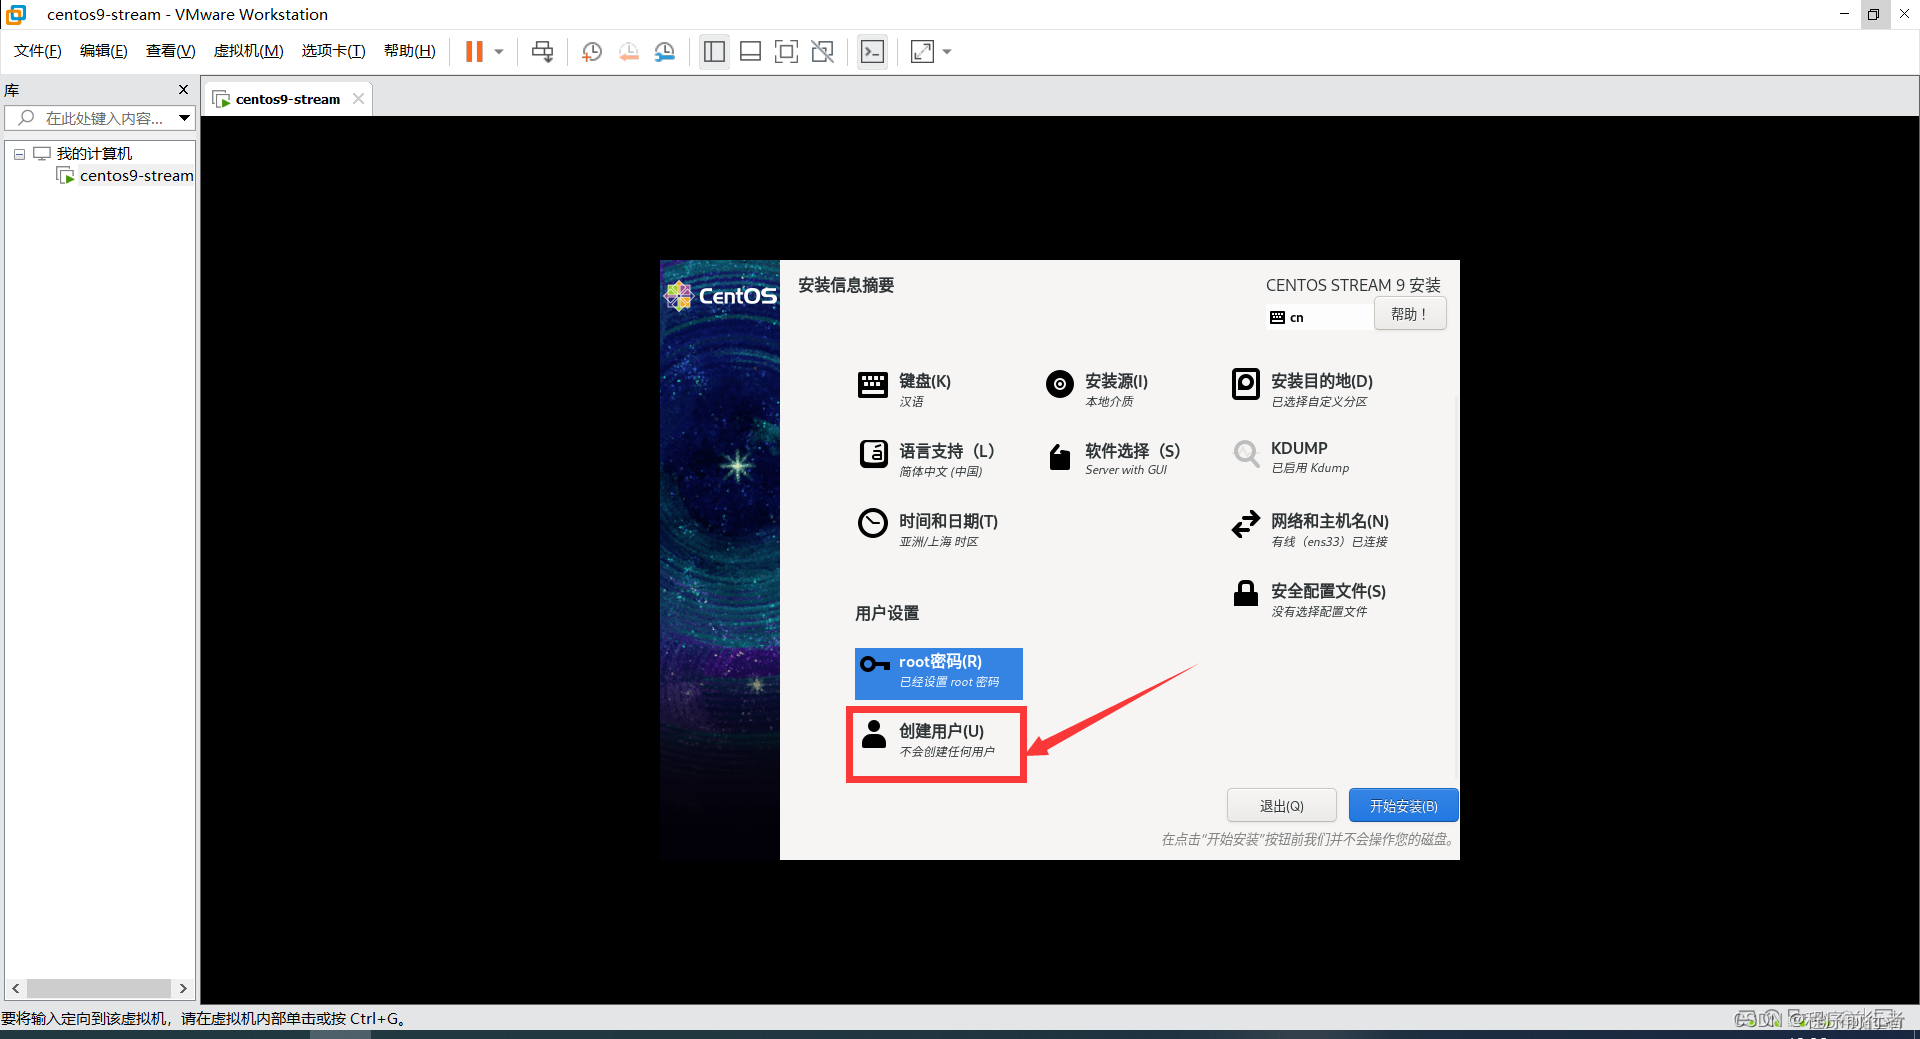 centos9-stream - VMware Workstation
文件(F) 编辑(E) 查看(V) 虚拟机(M) 选项卡(T) 帮助(H)
库
在此处键入内容...
我的计算机
centos9-stream
centos9-stream
CentOS
安装信息摘要
CENTOS STREAM 9 安装
cn
帮助！
键盘(K)
汉语
安装源(I)
本地介质
安装目的地(D)
已选择自定义分区
语言支持（L）
简体中文 (中国)
软件选择（S）
Server with GUI
KDUMP
已启用 Kdump
时间和日期(T)
亚洲/上海 时区
网络和主机名(N)
有线（ens33）已连接
安全配置文件(S)
没有选择配置文件
用户设置
root密码(R)
已经设置 root 密码
创建用户(U)
不会创建任何用户
退出(Q)
开始安装(B)
在点击“开始安装”按钮前我们并不会操作您的磁盘。
要将输入定向到该虚拟机，请在虚拟机内部单击或按 Ctrl+G。
CSDN @程序前行者